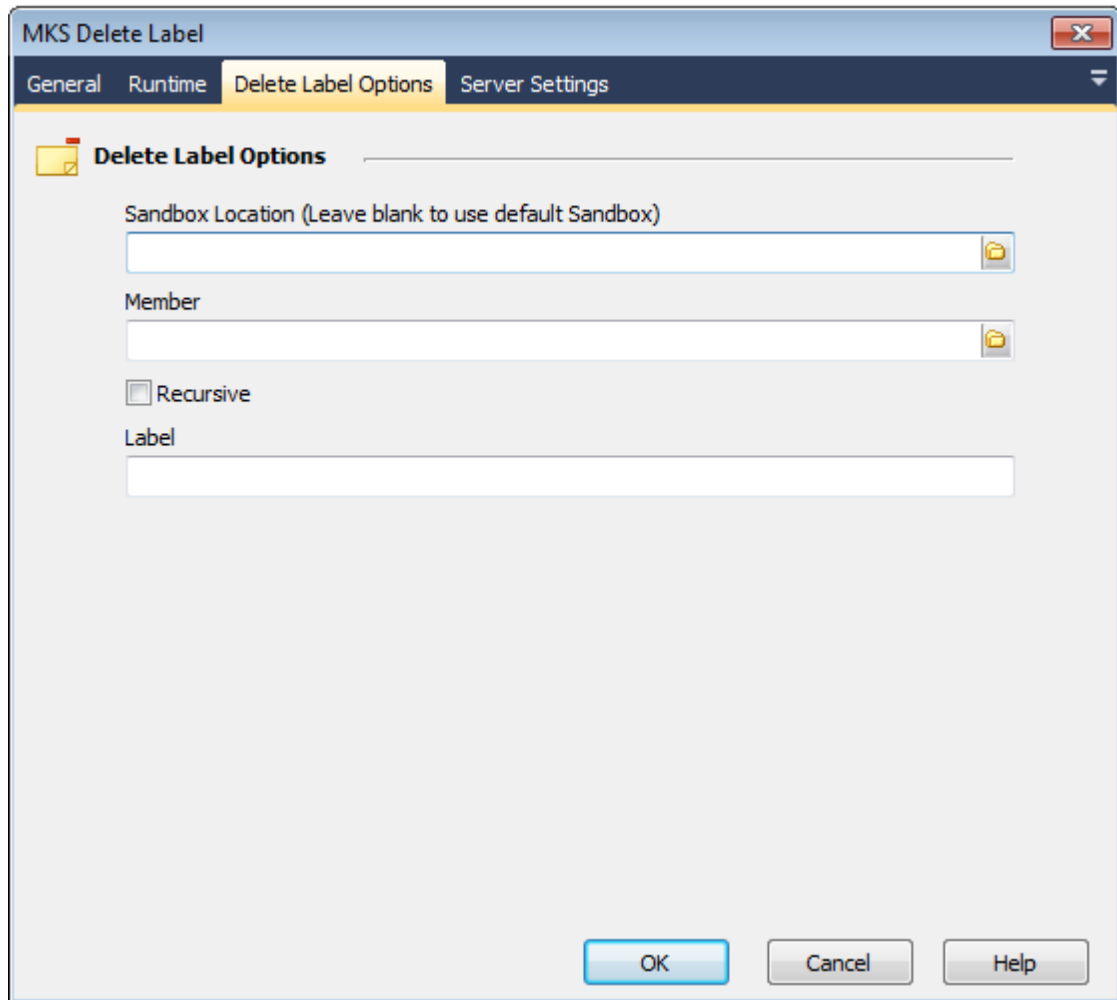 MKS Delete Label
General Runtime Delete Label Options Server Settings
Delete Label Options
Sandbox Location (Leave blank to use default Sandbox)
Member
Recursive
Label
OK Cancel Help